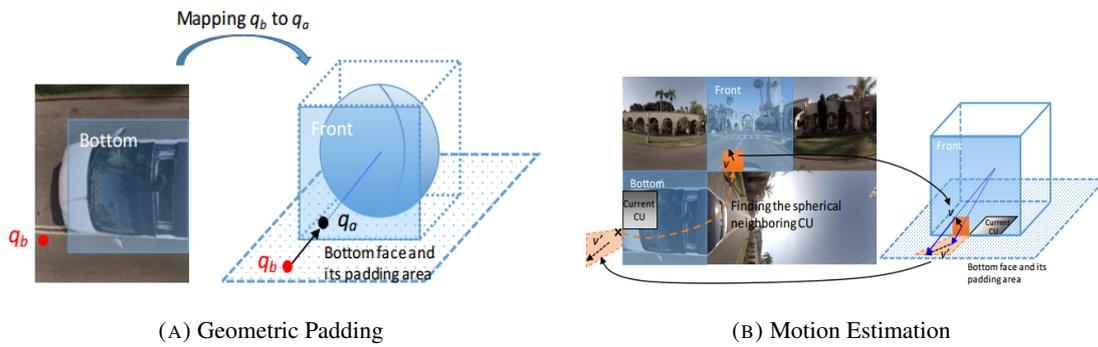 Mapping q_b to q_a
Bottom
q_b
Front
q_a
q_b
Bottom face and
its padding area
(A) Geometric Padding
Front
v
Bottom
Current
CU
Finding the spherical
neighboring CU
v'
Front
v
Current
CU
v'
Bottom face and its
padding area
(B) Motion Estimation